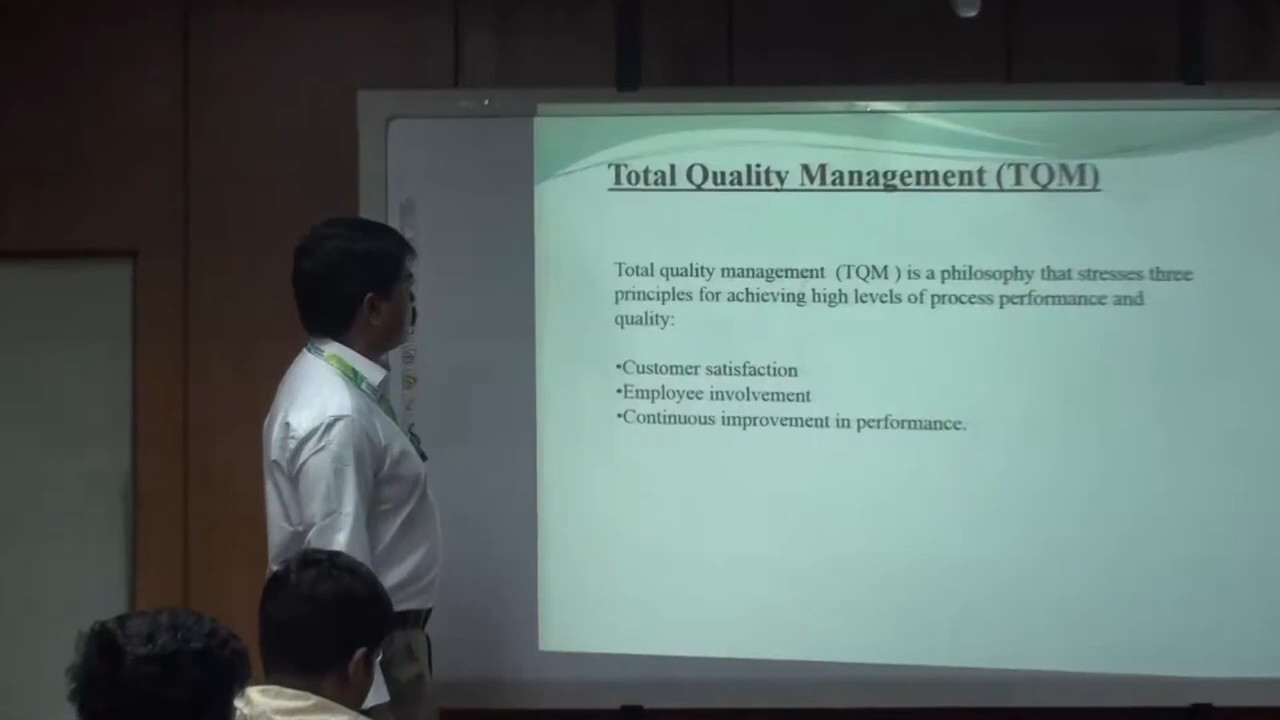 Total Quality Management (TQM)
Total quality management (TQM ) is a philosophy that stresses three
principles for achieving high levels of process performance and
quality:
•Customer satisfaction
•Employee involvement
•Continuous improvement in performance.